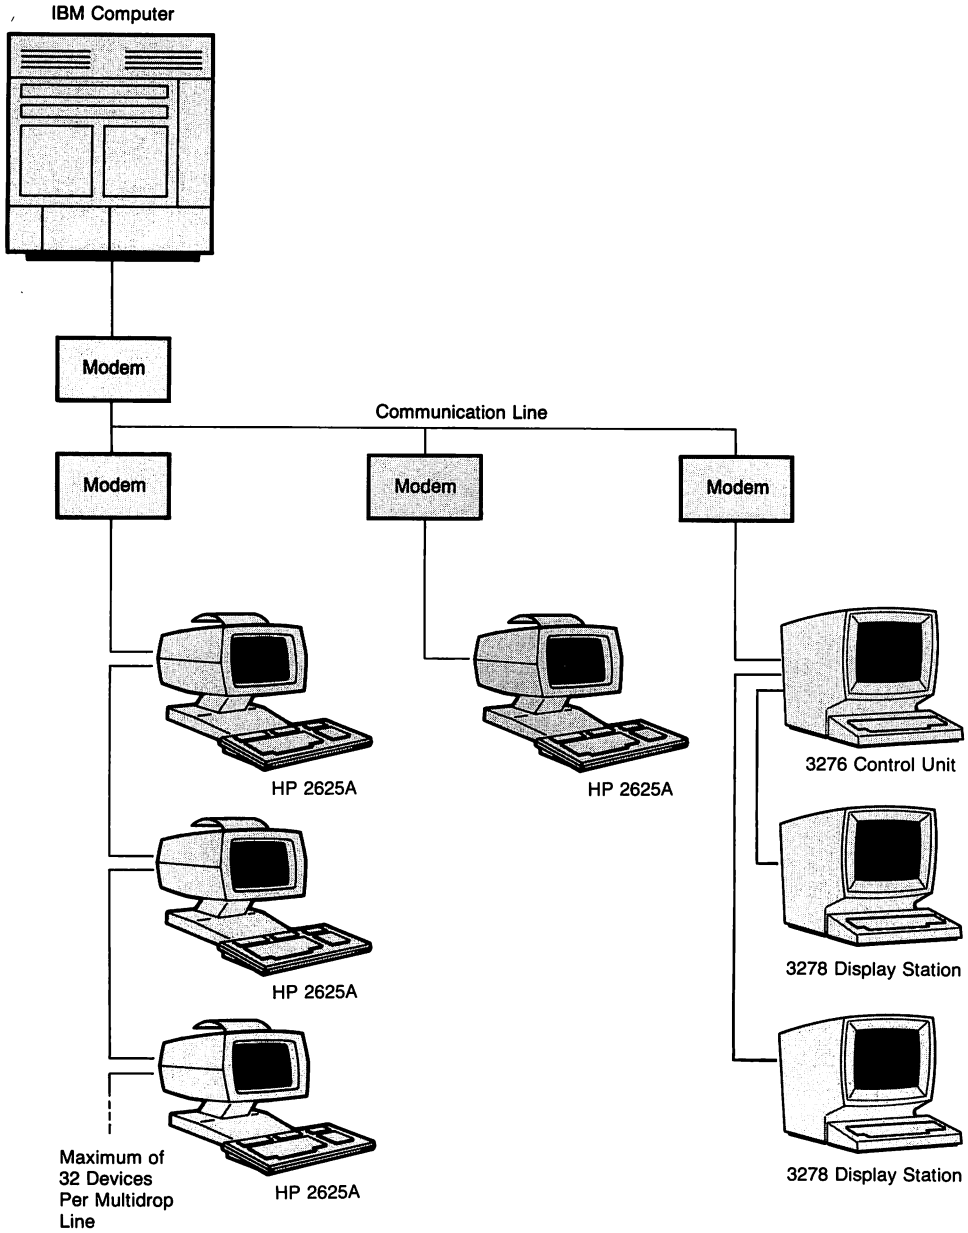 IBM Computer
Modem
Communication Line
Modem
Modem
Modem
HP 2625A
HP 2625A
3276 Control Unit
HP 2625A
3278 Display Station
HP 2625A
3278 Display Station
Maximum of
32 Devices
Per Multidrop
Line